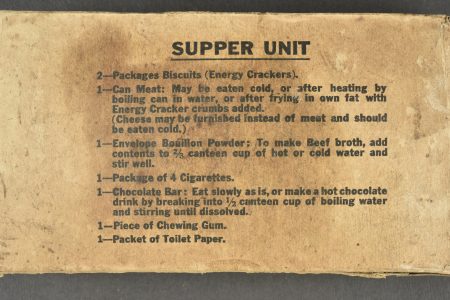 SUPPER UNIT
2—Packages Biscuits (Energy Crackers).
1—Can Meat: May be eaten cold, or after heating by
boiling can in water, or after frying in own fat with
Energy Cracker crumbs added.
(Cheese may be furnished instead of meat and should
be eaten cold.)
1—Envelope Bouillon Powder: To make Beef broth, add
contents to ⅔ canteen cup of hot or cold water and
stir well.
1—Package of 4 Cigarettes.
1—Chocolate Bar: Eat slowly as is, or make a hot chocolate
drink by breaking into ½ canteen cup of boiling water
and stirring until dissolved.
1—Piece of Chewing Gum.
1—Packet of Toilet Paper.